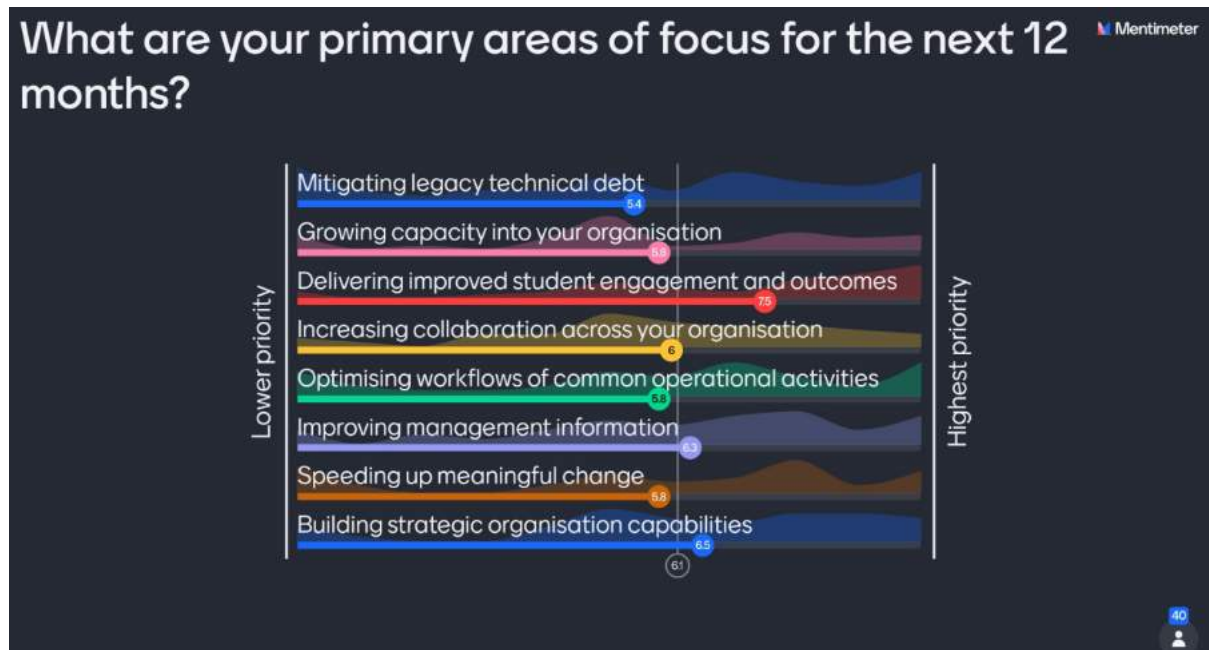 What are your primary areas of focus for the next 12
months?
Mentimeter
Lower priority
Mitigating legacy technical debt
5.4
Growing capacity into your organisation
5.8
Delivering improved student engagement and outcomes
7.5
Increasing collaboration across your organisation
6
Optimising workflows of common operational activities
5.8
Improving management information
6.3
Speeding up meaningful change
5.8
Building strategic organisation capabilities
6.5
6.1
Highest priority
40